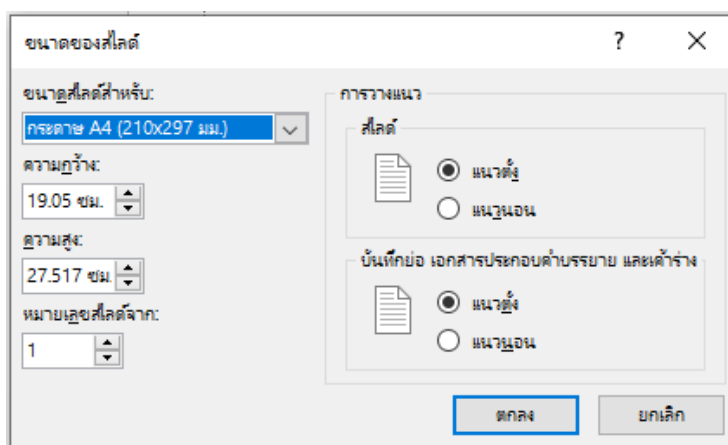 ขนาดของสไลด์
?
ขนาดสไลด์สำหรับ:
กระดาษ A4 (210x297 มม.)
ความกว้าง:
19.05 ซม.
ความสูง:
27.517 ซม.
หมายเลขสไลด์จาก:
1
การวางแนว
สไลด์
แนวตั้ง
แนวนอน
บันทึกย่อ เอกสารประกอบคำบรรยาย และเค้าร่าง
แนวตั้ง
แนวนอน
ตกลง
ยกเลิก